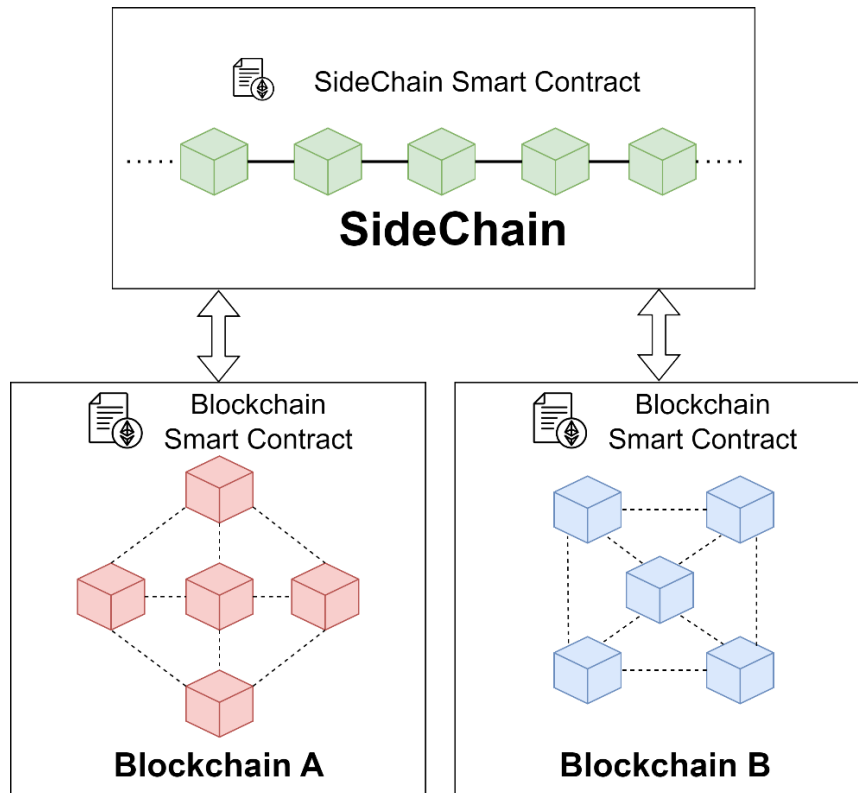 SideChain Smart Contract
SideChain
Blockchain
Smart Contract
Blockchain A
Blockchain
Smart Contract
Blockchain B